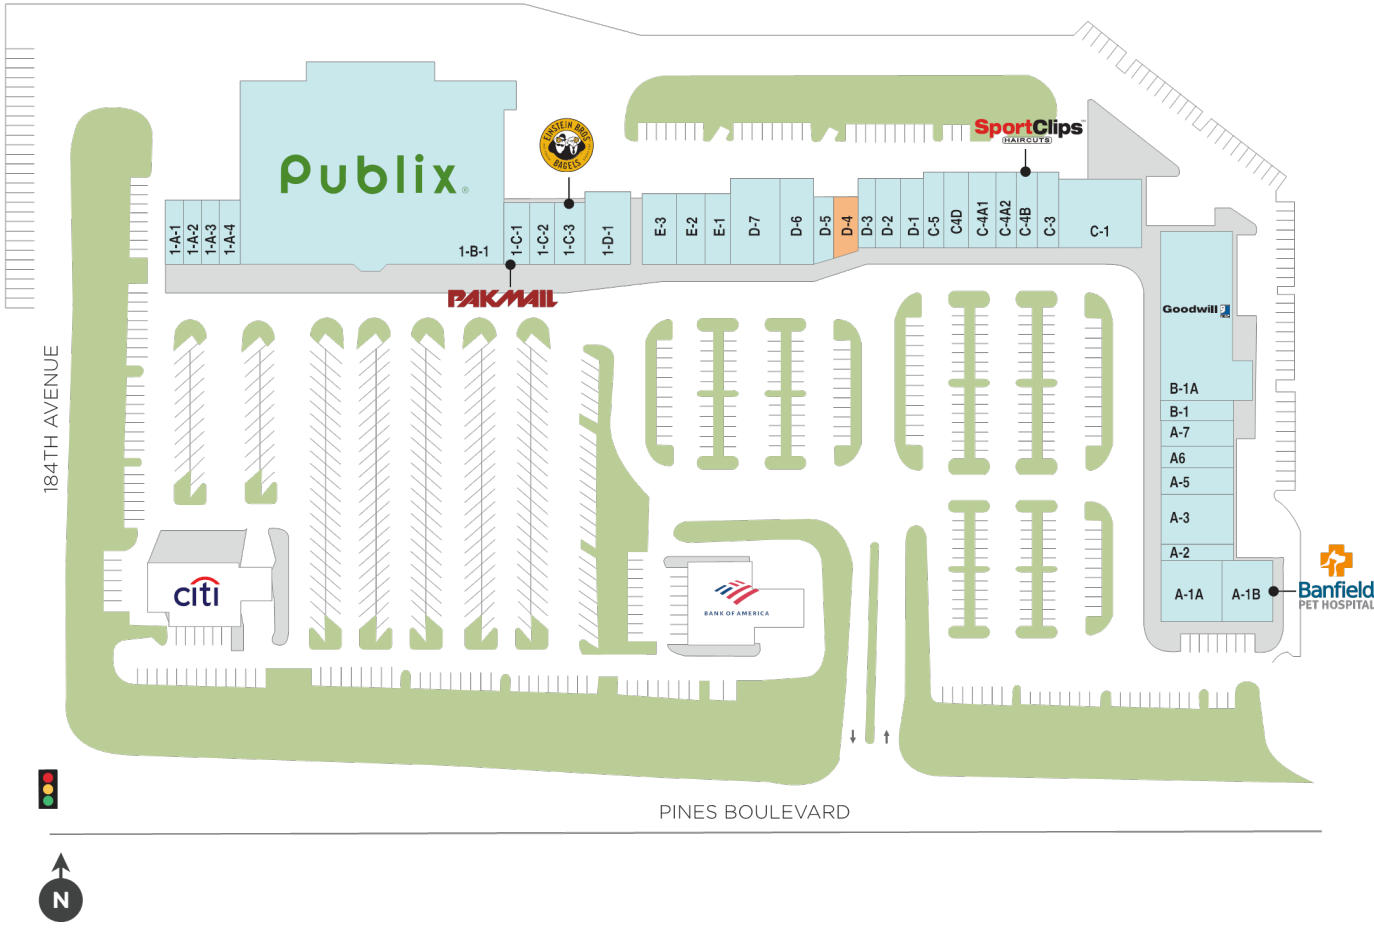 EINSTEIN BROS
BAGELS
SportClips
HAIRCUTS
Publix
1-A-1
1-A-2
1-A-3
1-A-4
1-B-1
1-C-1
1-C-2
1-C-3
1-D-1
E-3
E-2
E-1
D-7
D-6
D-5
D-4
D-3
D-2
D-1
C-5
C4D
C-4A1
C-4A2
C-4B
C-3
C-1
PAKMAIL
Goodwill
B-1A
B-1
A-7
A6
A-5
A-3
A-2
A-1A
A-1B
Banfield
PET HOSPITAL
184TH AVENUE
citi
BANK OF AMERICA
PINES BOULEVARD
N